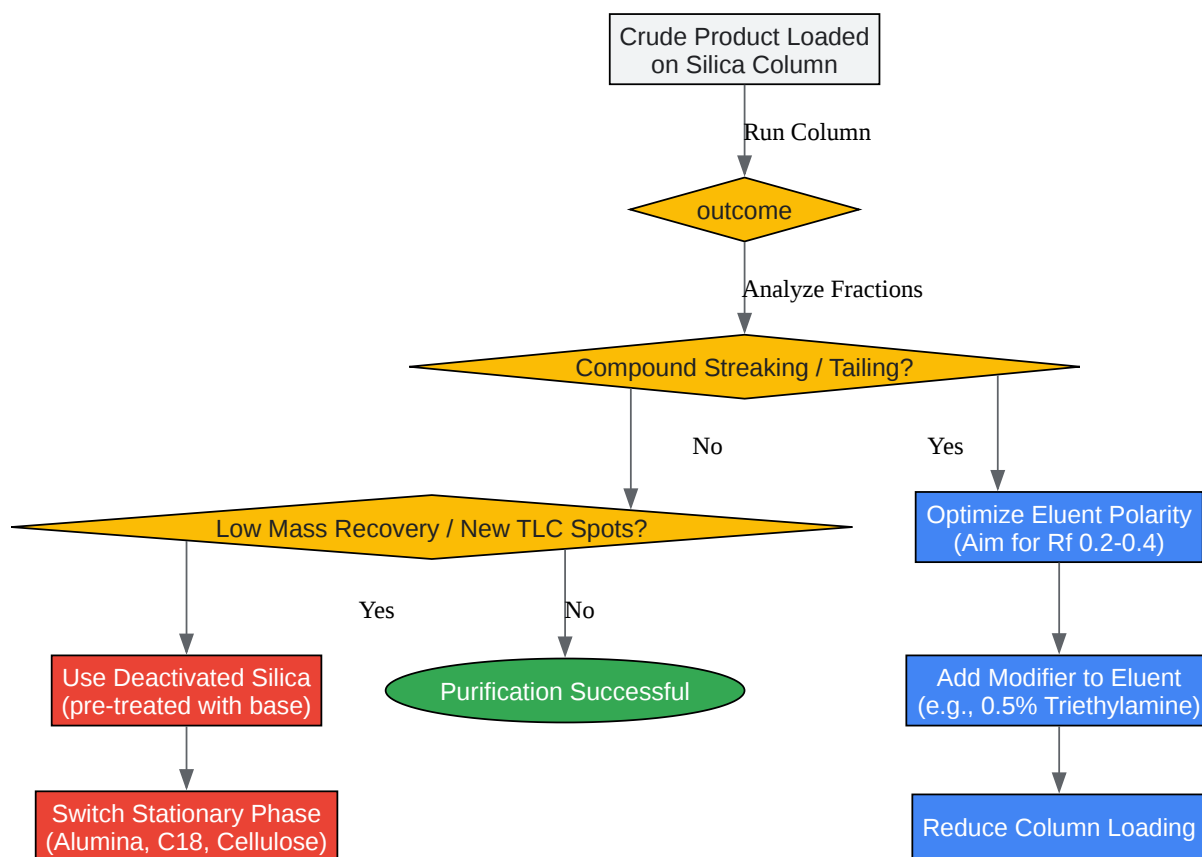 Crude Product Loaded
on Silica Column
Run Column
outcome
Analyze Fractions
Compound Streaking / Tailing?
No
Yes
Low Mass Recovery / New TLC Spots?
Optimize Eluent Polarity
(Aim for Rf 0.2-0.4)
Yes
No
Use Deactivated Silica
(pre-treated with base)
Purification Successful
Add Modifier to Eluent
(e.g., 0.5% Triethylamine)
Switch Stationary Phase
(Alumina, C18, Cellulose)
Reduce Column Loading